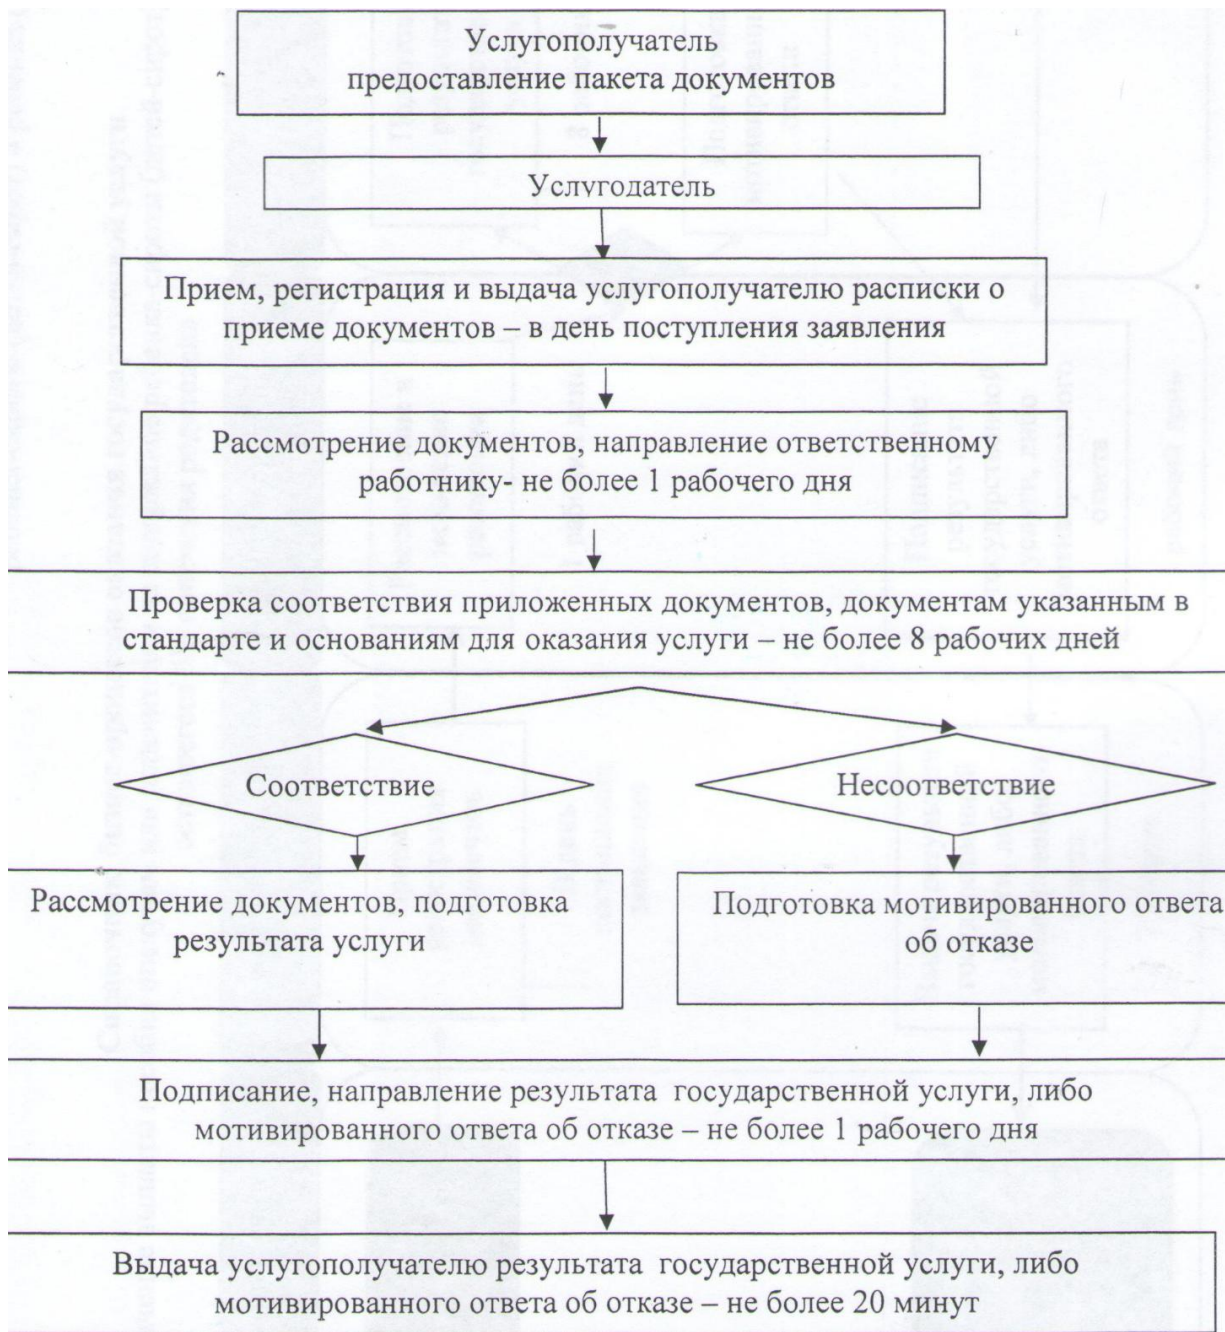 Услугополучатель
предоставление пакета документов
Услугодатель
Прием, регистрация и выдача услугополучателю расписки о
приеме документов – в день поступления заявления
Рассмотрение документов, направление ответственному
работнику- не более 1 рабочего дня
Проверка соответствия приложенных документов, документам указанным в
стандарте и основаниям для оказания услуги – не более 8 рабочих дней
Соответствие
Несоответствие
Рассмотрение документов, подготовка
результата услуги
Подготовка мотивированного ответа
об отказе
Подписание, направление результата государственной услуги, либо
мотивированного ответа об отказе – не более 1 рабочего дня
Выдача услугополучателю результата государственной услуги, либо
мотивированного ответа об отказе – не более 20 минут